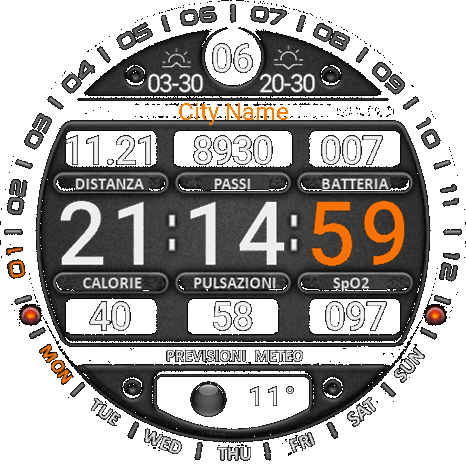 01 02 03 04 05 06 07 08 09 10 11 12
06
03-30 20-30
City Name
11.21 8930 007
DISTANZA PASSI BATTERIA
21:14:59
CALORIE PULSAZIONI SpO2
40 58 097
PREVISIONI METEO
11°
MON TUE WED THU FRI SAT SUN